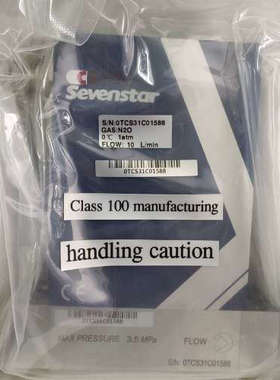 Sevenstar
S/N:0TCS31C01588
GAS:N2O
0℃ 1atm
FLOW: 10 L/min
0TCS31C01588
Class 100 manufacturing
handling caution
0TCS31C01588
MAX PRESSURE 3.5 MPa
FLOW
S/N: 0TCS31C01588